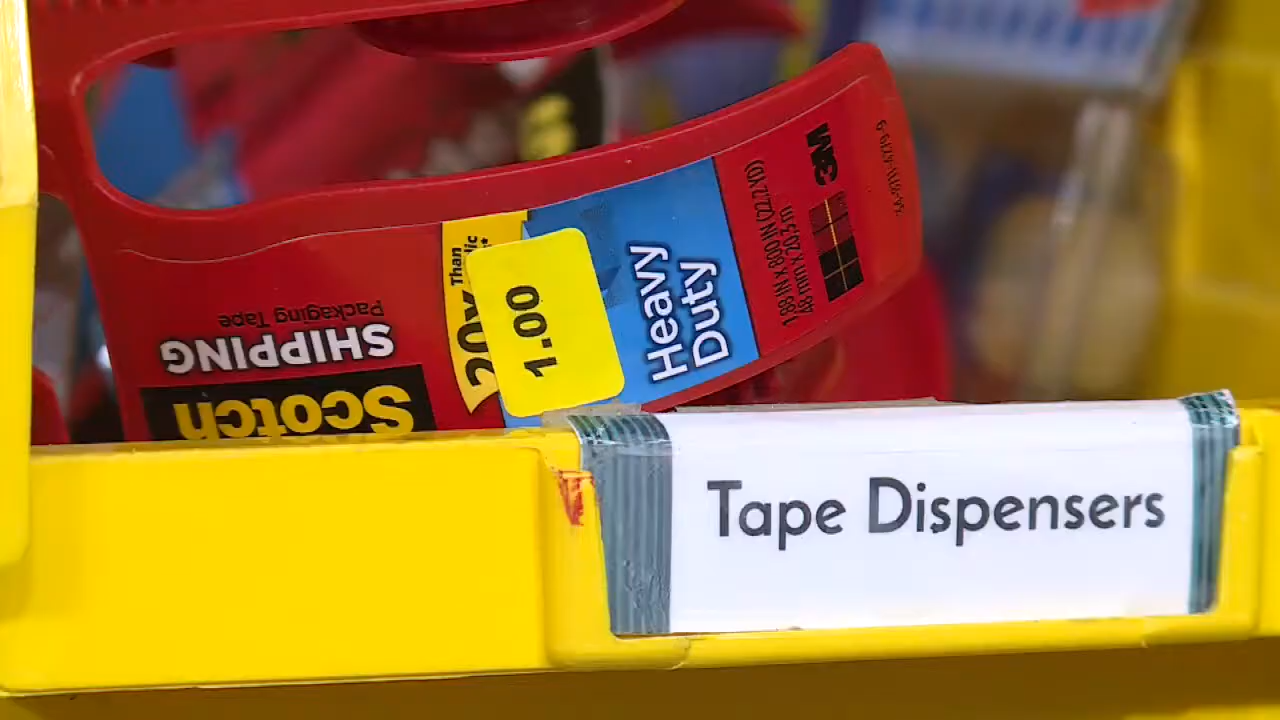 Scotch
SHIPPING
Packaging Tape
20x
Than
1.00
Heavy
Duty
1.88 IN x 800 IN (22.2 YD)
48 mm x 20.3 m
3M
Tape Dispensers